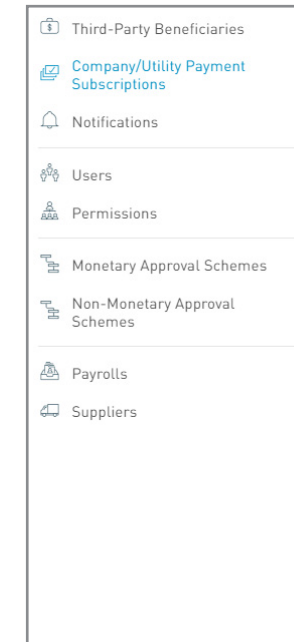 Third-Party Beneficiaries
Company/Utility Payment
Subscriptions
Notifications
Users
Permissions
Monetary Approval Schemes
Non-Monetary Approval
Schemes
Payrolls
Suppliers